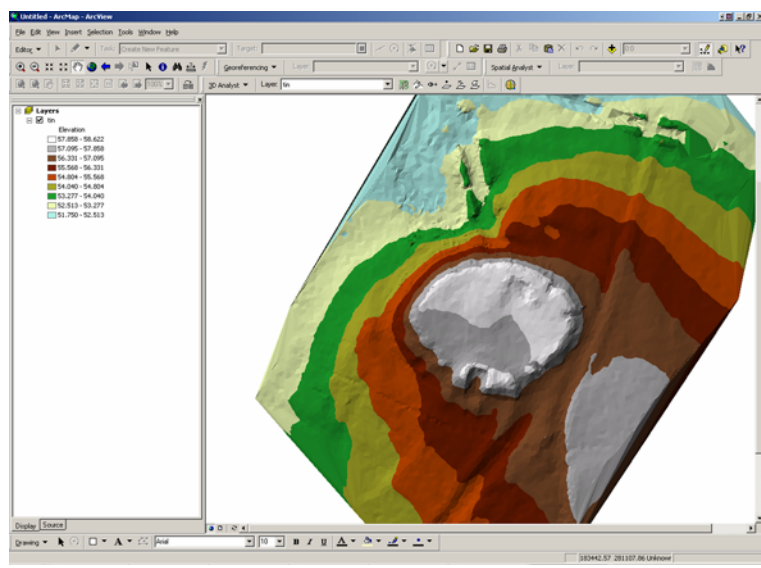 Untitled - ArcMap - ArcView
File Edit View Insert Selection Tools Window Help
Editor Task: Create New Feature Target: 0:0
Georeferencing Layer: Spatial Analyst Layer:
100% 3D Analyst Layer: tin
Layers
tin
Elevation
57.858 - 58.622
57.095 - 57.858
56.331 - 57.095
55.568 - 56.331
54.804 - 55.568
54.040 - 54.804
53.277 - 54.040
52.513 - 53.277
51.750 - 52.513
Display Source
Drawing A Arial 10 B I U A
183442.57 281107.86 Unknown